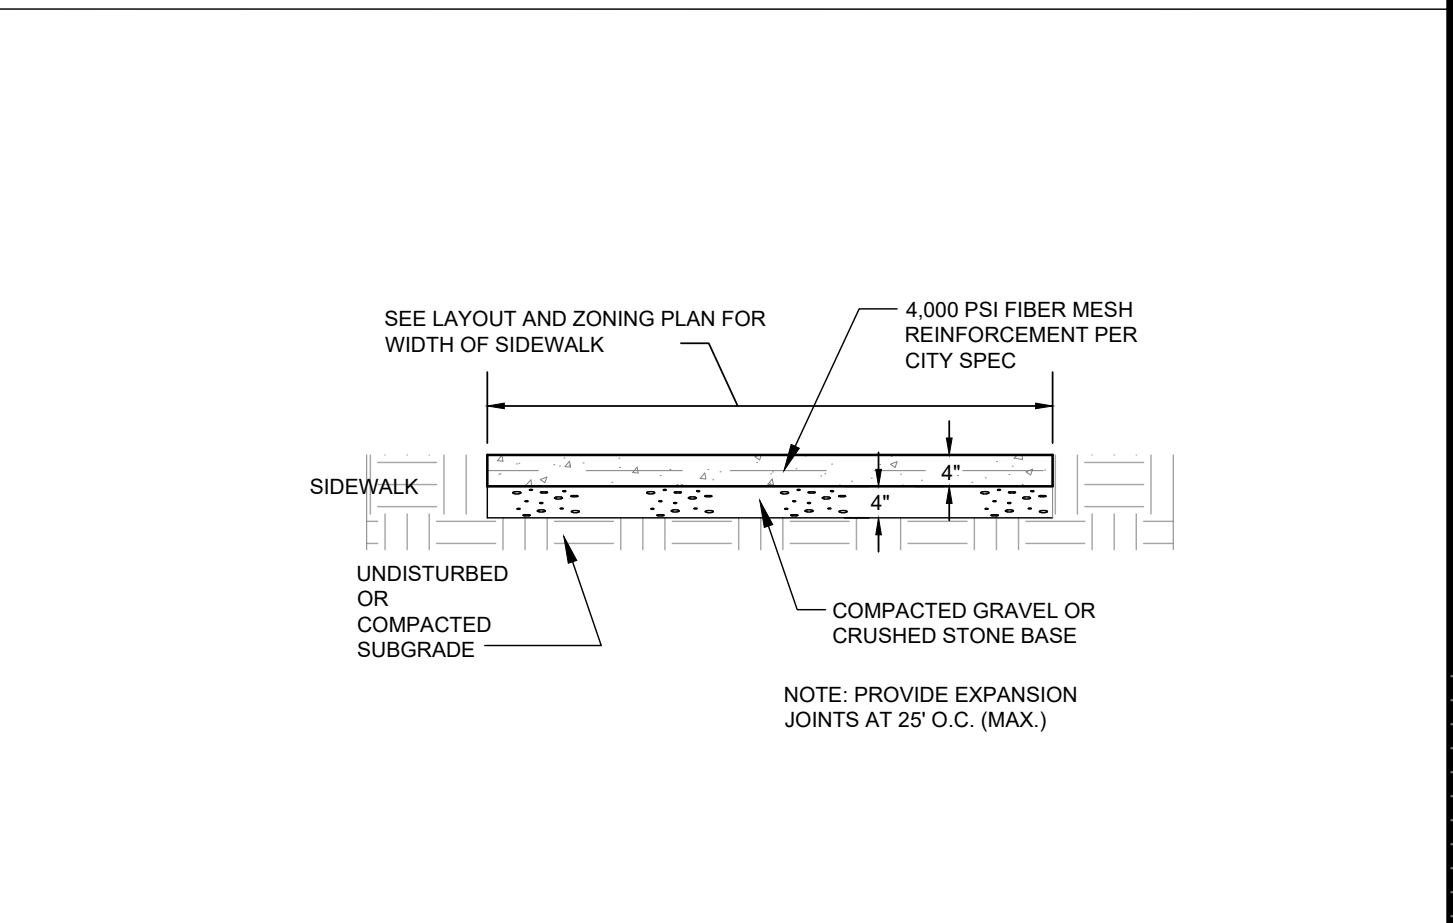 SEE LAYOUT AND ZONING PLAN FOR
WIDTH OF SIDEWALK
4,000 PSI FIBER MESH
REINFORCEMENT PER
CITY SPEC
4"
SIDEWALK
4"
UNDISTURBED
OR
COMPACTED
SUBGRADE
COMPACTED GRAVEL OR
CRUSHED STONE BASE
NOTE: PROVIDE EXPANSION
JOINTS AT 25' O.C. (MAX.)